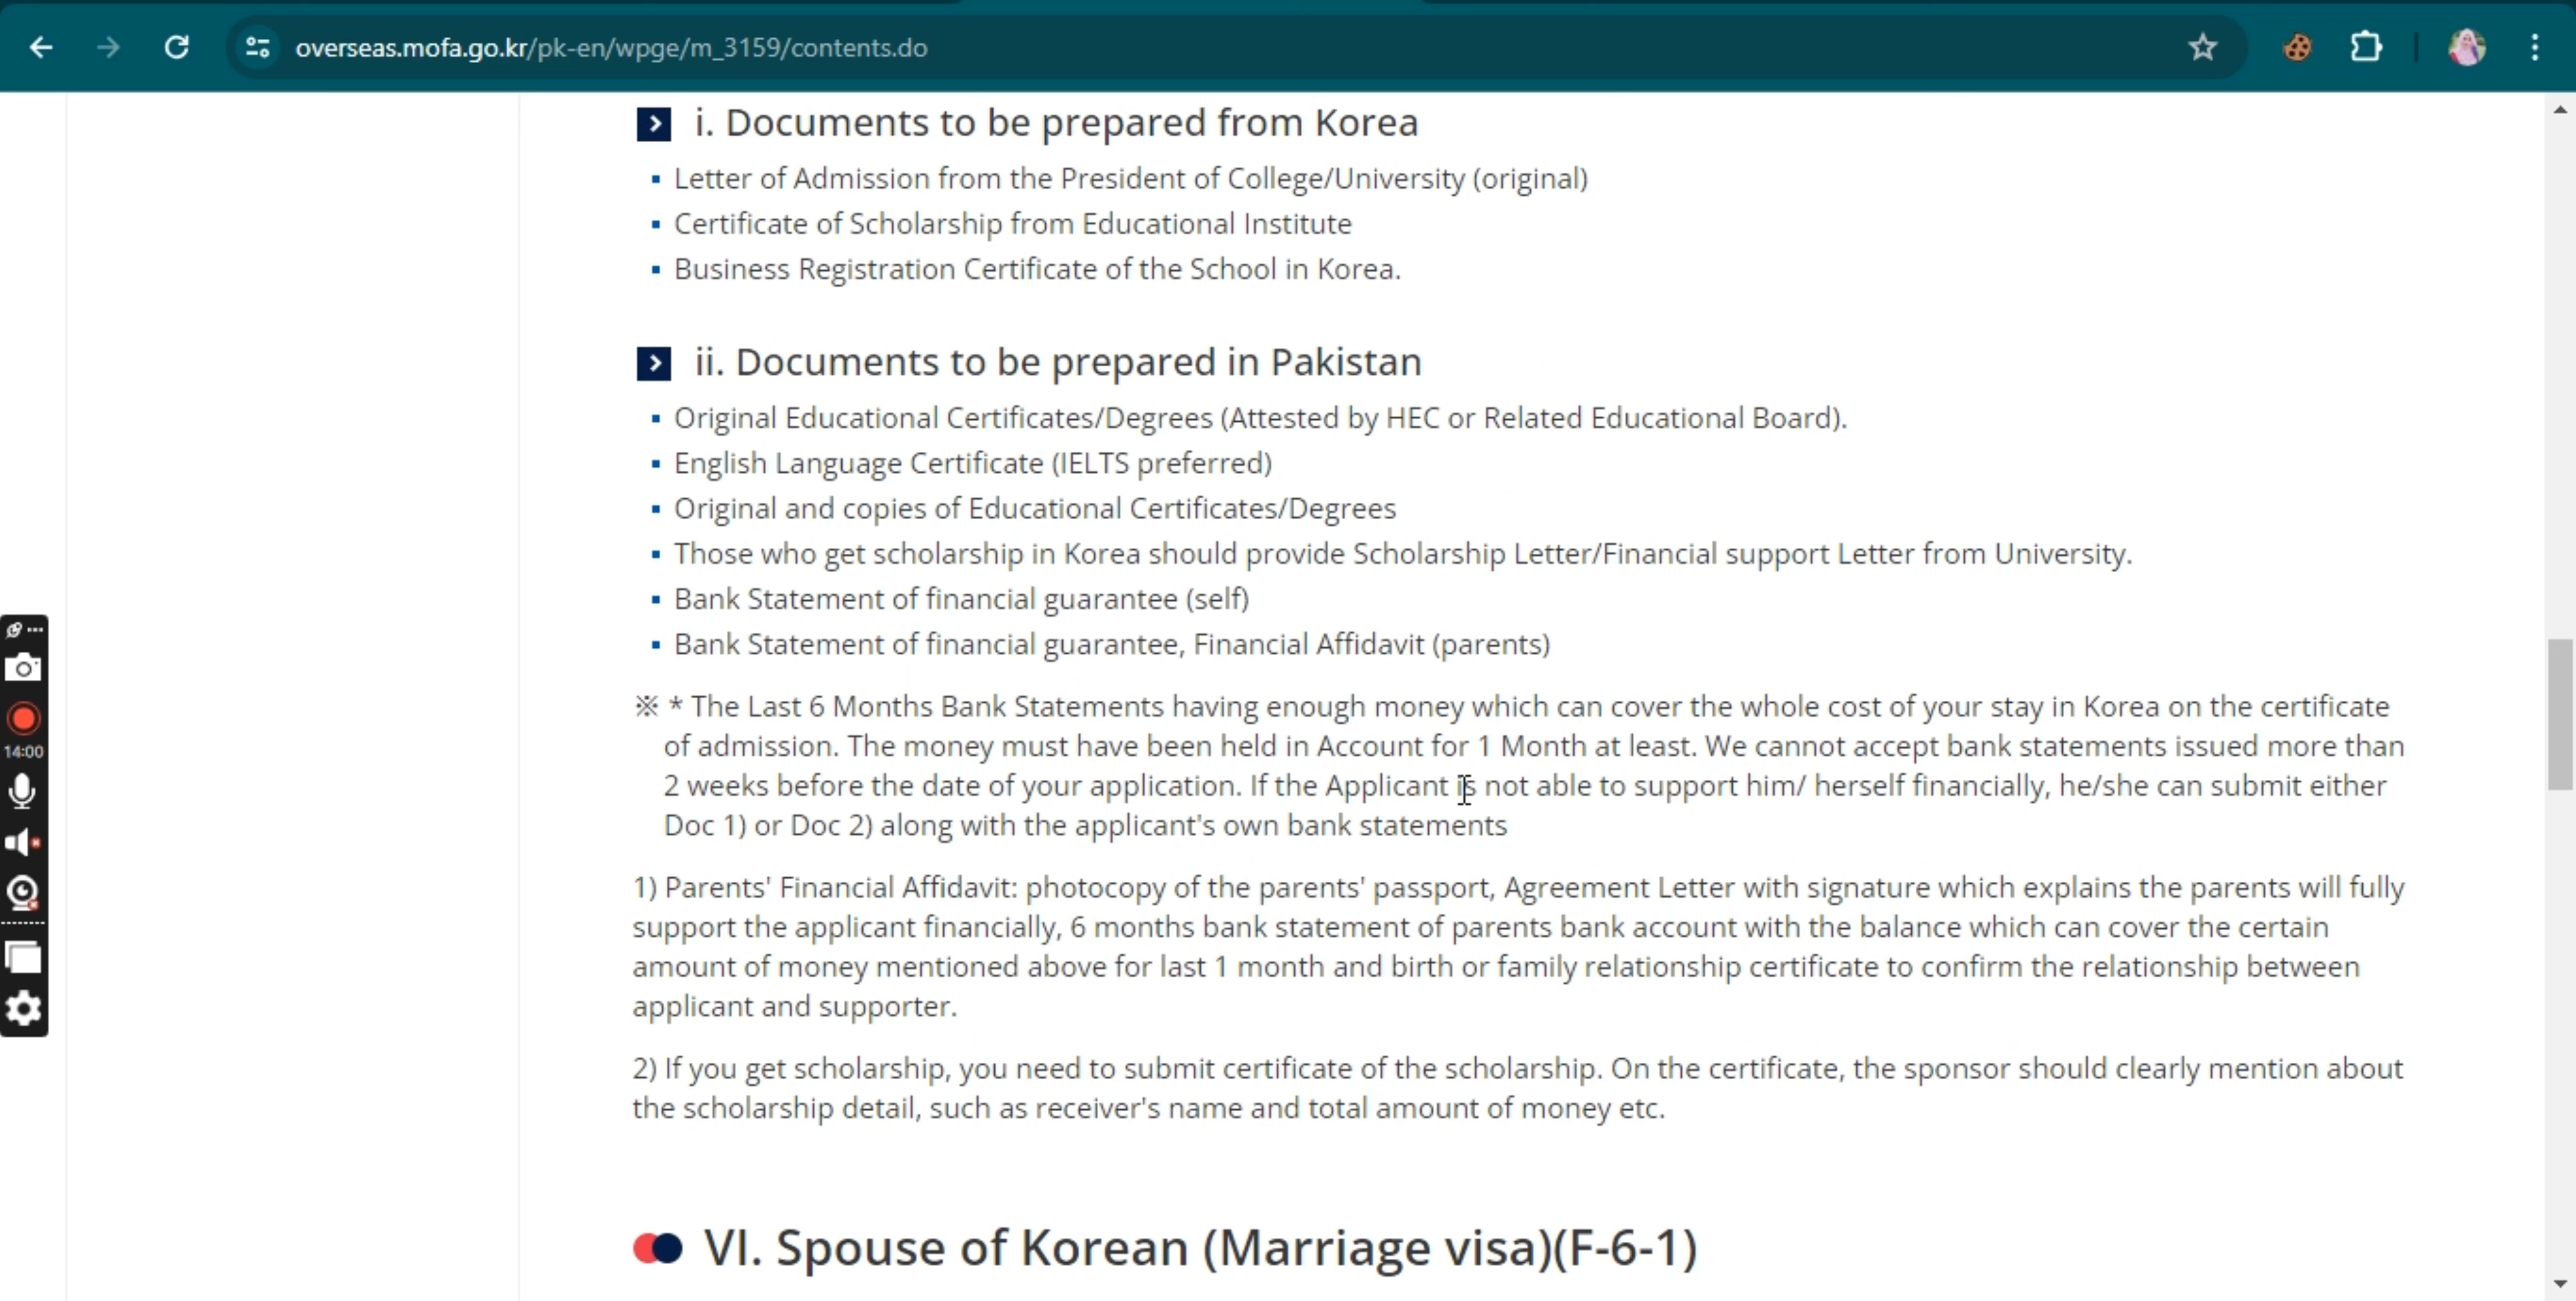 overseas.mofa.go.kr/pk-en/wpge/m_3159/contents.do
i. Documents to be prepared from Korea
▪ Letter of Admission from the President of College/University (original)
▪ Certificate of Scholarship from Educational Institute
▪ Business Registration Certificate of the School in Korea.
ii. Documents to be prepared in Pakistan
▪ Original Educational Certificates/Degrees (Attested by HEC or Related Educational Board).
▪ English Language Certificate (IELTS preferred)
▪ Original and copies of Educational Certificates/Degrees
▪ Those who get scholarship in Korea should provide Scholarship Letter/Financial support Letter from University.
▪ Bank Statement of financial guarantee (self)
▪ Bank Statement of financial guarantee, Financial Affidavit (parents)
※ * The Last 6 Months Bank Statements having enough money which can cover the whole cost of your stay in Korea on the certificate
of admission. The money must have been held in Account for 1 Month at least. We cannot accept bank statements issued more than
2 weeks before the date of your application. If the Applicant is not able to support him/ herself financially, he/she can submit either
Doc 1) or Doc 2) along with the applicant's own bank statements
1) Parents' Financial Affidavit: photocopy of the parents' passport, Agreement Letter with signature which explains the parents will fully
support the applicant financially, 6 months bank statement of parents bank account with the balance which can cover the certain
amount of money mentioned above for last 1 month and birth or family relationship certificate to confirm the relationship between
applicant and supporter.
2) If you get scholarship, you need to submit certificate of the scholarship. On the certificate, the sponsor should clearly mention about
the scholarship detail, such as receiver's name and total amount of money etc.
VI. Spouse of Korean (Marriage visa)(F-6-1)
14:00